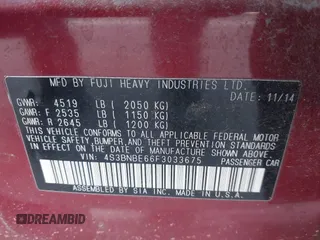 MFD BY FUJI HEAVY INDUSTRIES LTD.
DATE: 11/14
GVWR: 4519 LB ( 2050 KG)
GAWR: F 2535 LB ( 1150 KG)
GAWR: R 2645 LB ( 1200 KG)
THIS VEHICLE CONFORMS TO ALL APPLICABLE FEDERAL MOTOR
VEHICLE SAFETY, BUMPER, AND THEFT PREVENTION STANDARDS
IN EFFECT ON THE DATE OF MANUFACTURE SHOWN ABOVE.
VIN: 4S3BNBE66F3033675
PASSENGER CAR
ASSEMBLED BY SIA MADE IN U.S.A.
DREAMBID